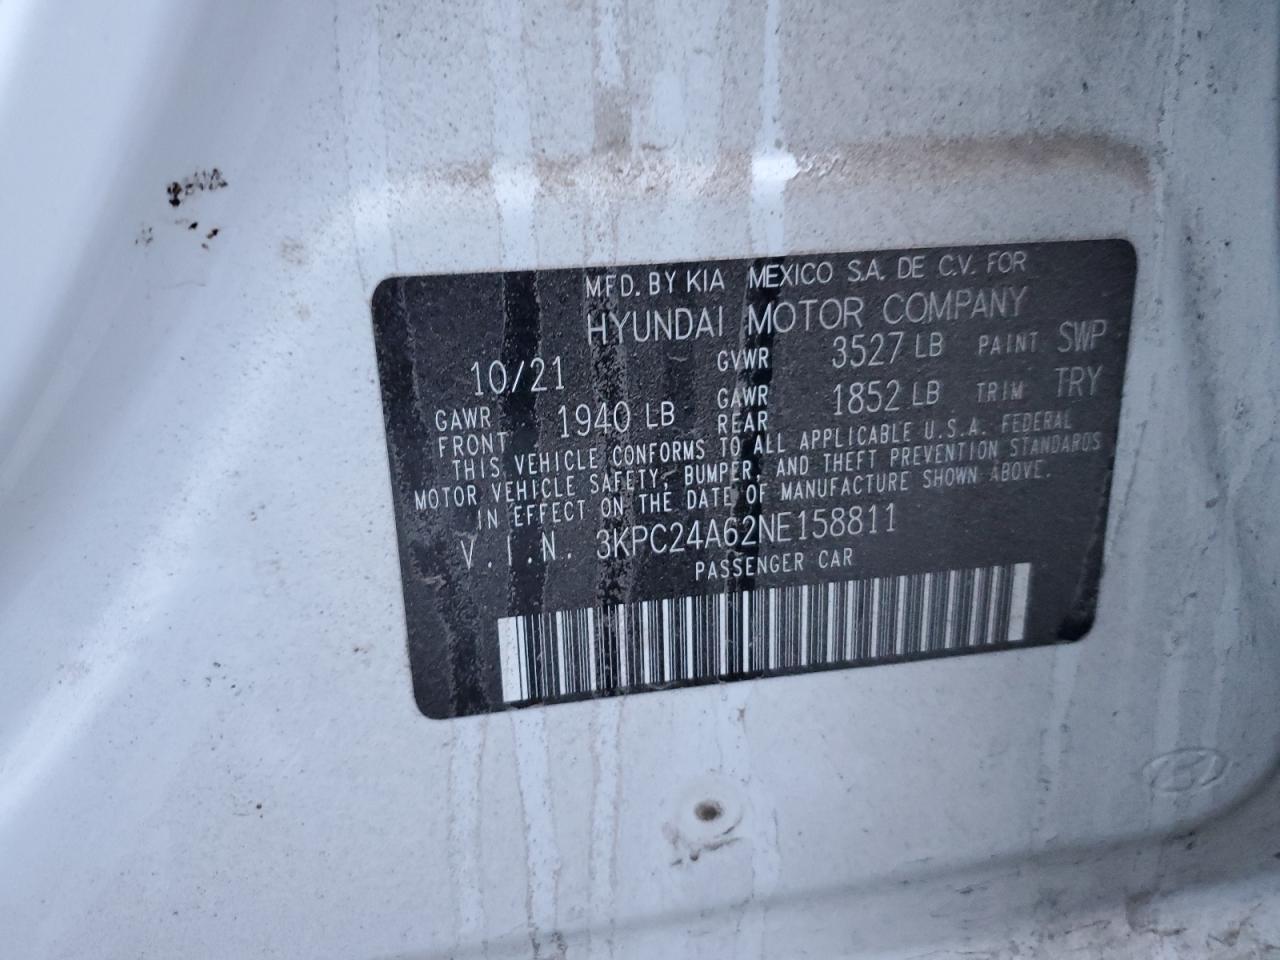 MFD. BY KIA MEXICO S.A. DE C.V. FOR
HYUNDAI MOTOR COMPANY
10/21 GVWR 3527 LB PAINT SWP
GAWR FRONT 1940 LB GAWR REAR 1852 LB TRIM TRY
THIS VEHICLE CONFORMS TO ALL APPLICABLE U.S.A. FEDERAL
MOTOR VEHICLE SAFETY, BUMPER, AND THEFT PREVENTION STANDARDS
IN EFFECT ON THE DATE OF MANUFACTURE SHOWN ABOVE.
V.I.N. 3KPC24A62NE158811
PASSENGER CAR